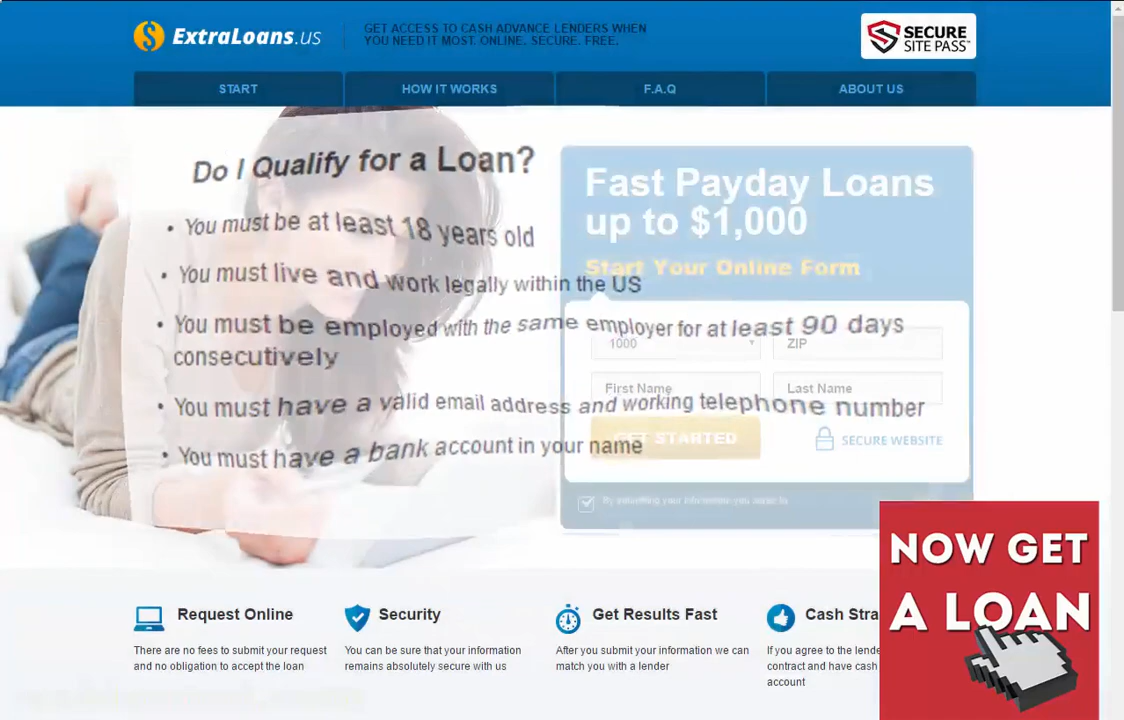 ExtraLoans.us
GET ACCESS TO CASH ADVANCE LENDERS WHEN
YOU NEED IT MOST. ONLINE. SECURE. FREE.
SECURE
SITE PASS
START
HOW IT WORKS
F.A.Q
ABOUT US
Do I Qualify for a Loan?
• You must be at least 18 years old
• You must live and work legally within the US
• You must be employed with the same employer for at least 90 days
consecutively
• You must have a valid email address and working telephone number
• You must have a bank account in your name
Fast Payday Loans
up to $1,000
Start Your Online Form
1000
ZIP
First Name
Last Name
GET STARTED
SECURE WEBSITE
By submitting your information you agree to
Request Online
There are no fees to submit your request
and no obligation to accept the loan
Security
You can be sure that your information
remains absolutely secure with us
Get Results Fast
After you submit your information we can
match you with a lender
Cash Stra
If you agree to the lende
contract and have cash
account
NOW GET
A LOAN